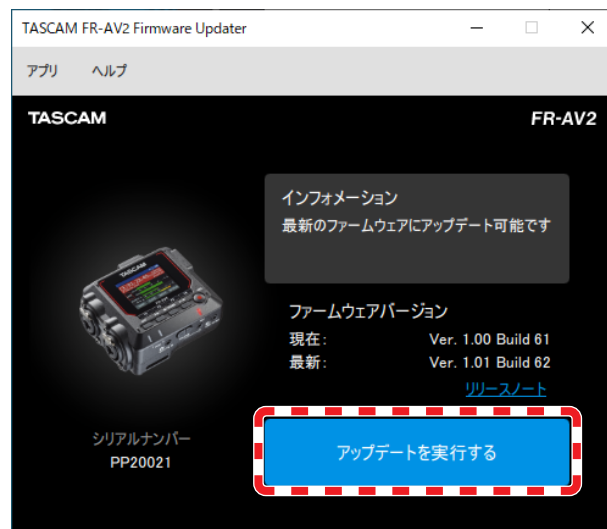 TASCAM FR-AV2 Firmware Updater
アプリ ヘルプ
TASCAM
FR-AV2
インフォメーション
最新のファームウェアにアップデート可能です
ファームウェアバージョン
現在: Ver. 1.00 Build 61
最新: Ver. 1.01 Build 62
リリースノート
シリアルナンバー
PP20021
アップデートを実行する